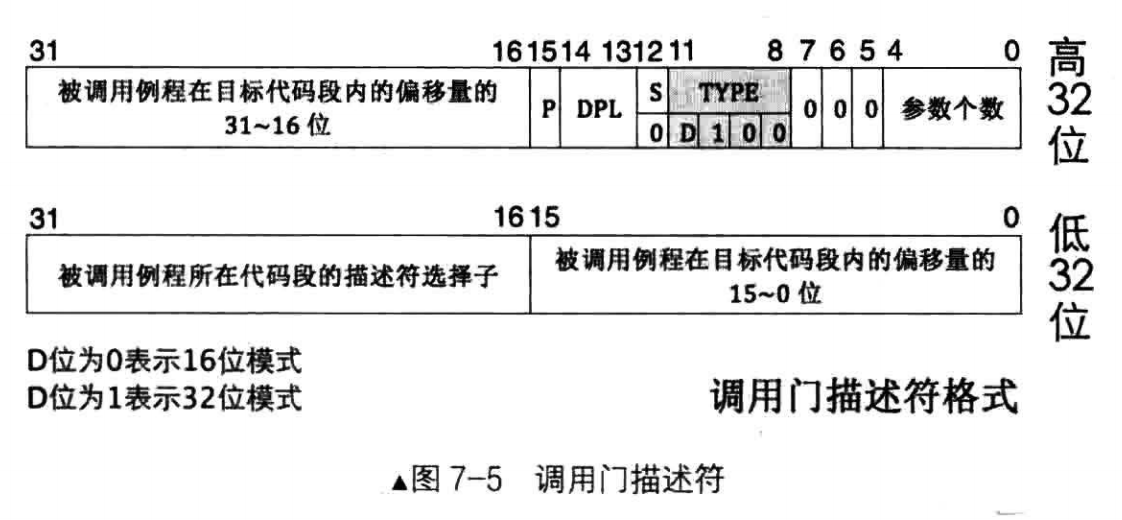 31 16 15 14 13 12 11 8 7 6 5 4 0
被调用例程在目标代码段内的偏移量的
31~16 位
P DPL S TYPE 0 0 0 参数个数
0 D 1 0 0
高32位
31 16 15 0
被调用例程所在代码段的描述符选择子
被调用例程在目标代码段内的偏移量的
15~0 位
低32位
D位为0表示16位模式
D位为1表示32位模式
调用门描述符格式
▲图 7-5 调用门描述符